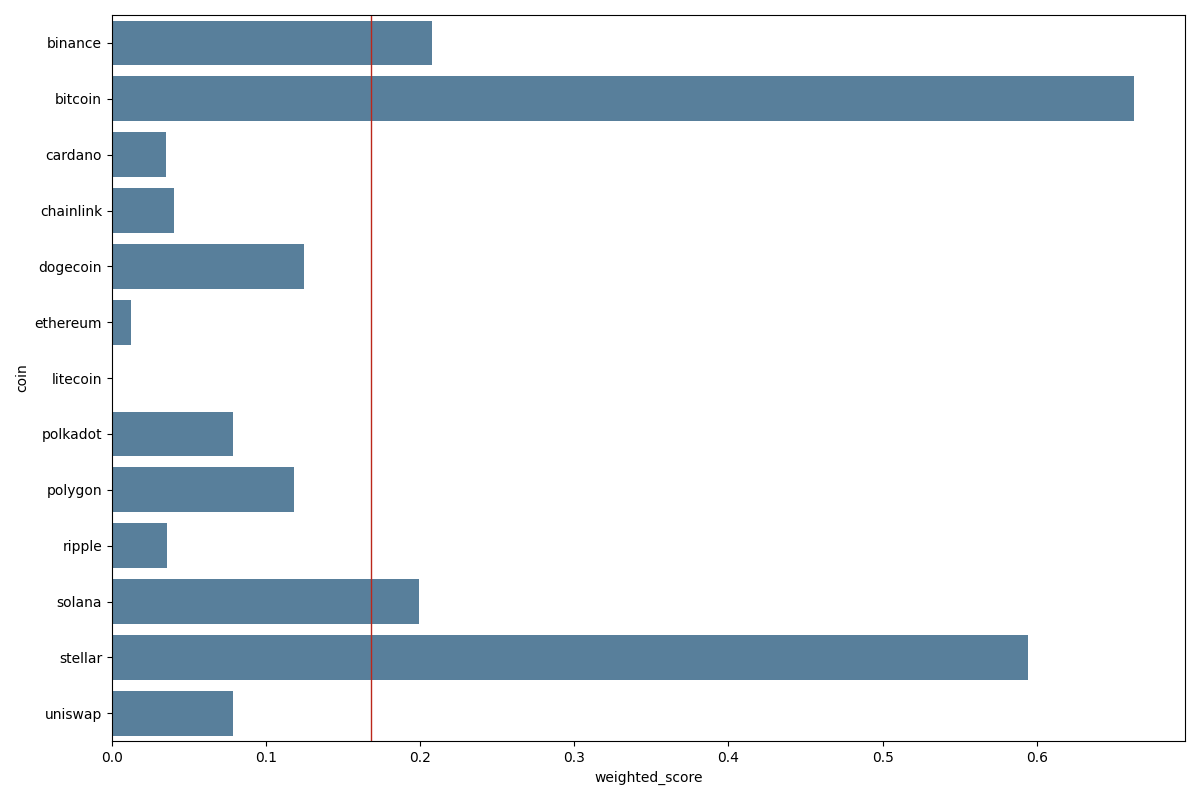 binance
bitcoin
cardano
chainlink
dogecoin
ethereum
litecoin
polkadot
polygon
ripple
solana
stellar
uniswap
coin
0.0 0.1 0.2 0.3 0.4 0.5 0.6
weighted_score